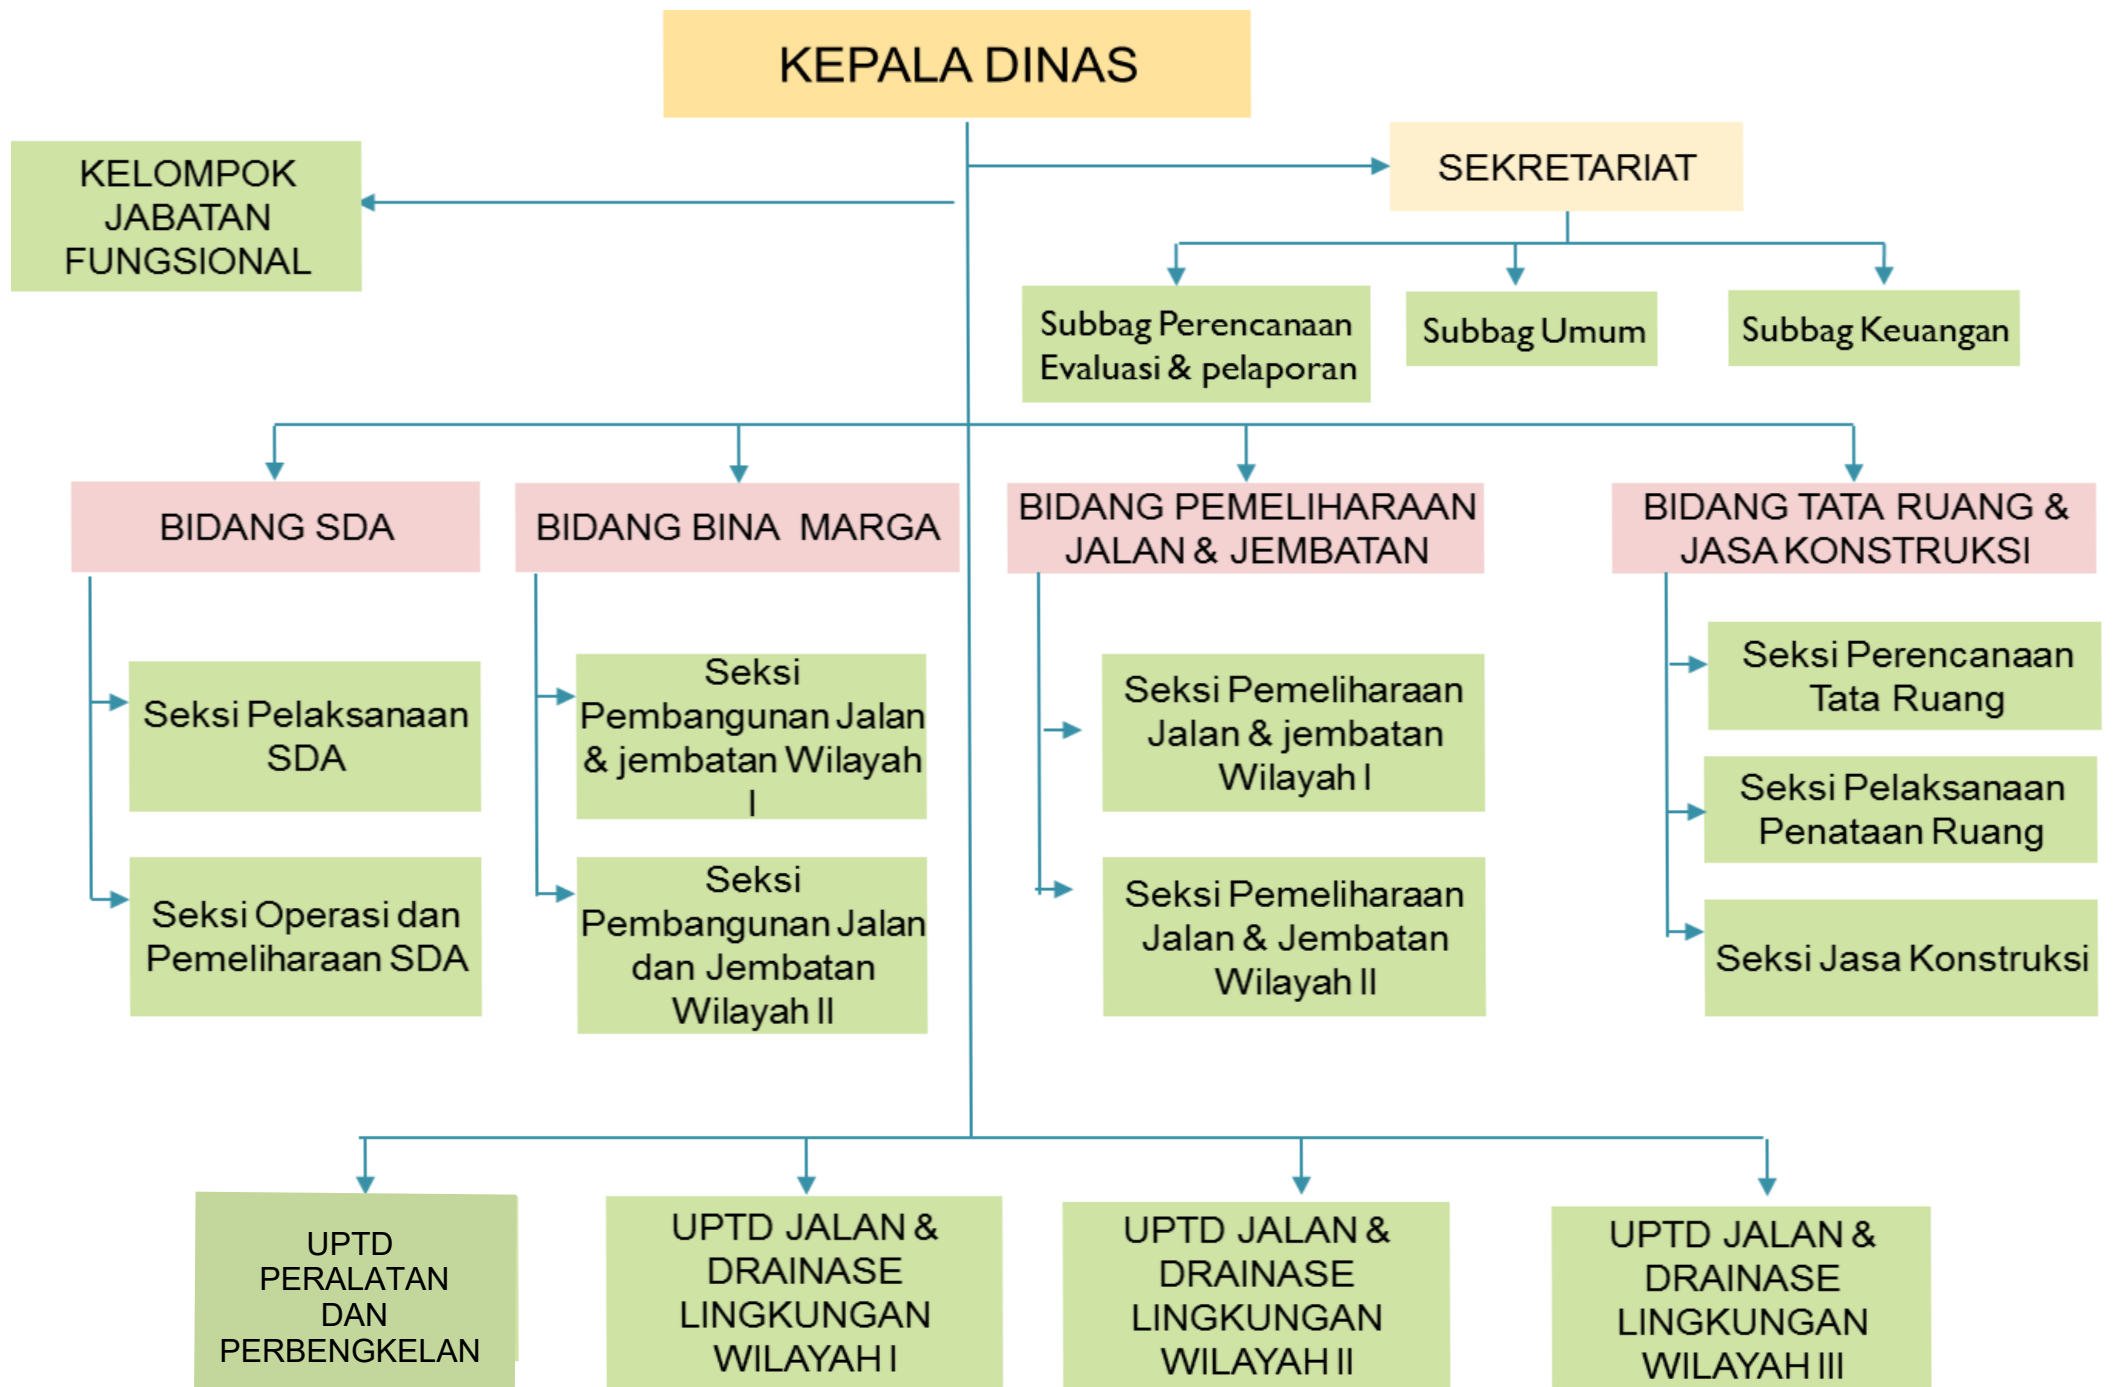 KEPALA DINAS
KELOMPOK
JABATAN
FUNGSIONAL
SEKRETARIAT
Subbag Perencanaan
Evaluasi & pelaporan
Subbag Umum
Subbag Keuangan
BIDANG SDA
BIDANG BINA MARGA
BIDANG PEMELIHARAAN
JALAN & JEMBATAN
BIDANG TATA RUANG &
JASA KONSTRUKSI
Seksi Pelaksanaan
SDA
Seksi Operasi dan
Pemeliharaan SDA
Seksi
Pembangunan Jalan
& jembatan Wilayah
I
Seksi
Pembangunan Jalan
dan Jembatan
Wilayah II
Seksi Pemeliharaan
Jalan & jembatan
Wilayah I
Seksi Pemeliharaan
Jalan & Jembatan
Wilayah II
Seksi Perencanaan
Tata Ruang
Seksi Pelaksanaan
Penataan Ruang
Seksi Jasa Konstruksi
UPTD
PERALATAN
DAN
PERBENGKELAN
UPTD JALAN &
DRAINASE
LINGKUNGAN
WILAYAH I
UPTD JALAN &
DRAINASE
LINGKUNGAN
WILAYAH II
UPTD JALAN &
DRAINASE
LINGKUNGAN
WILAYAH III